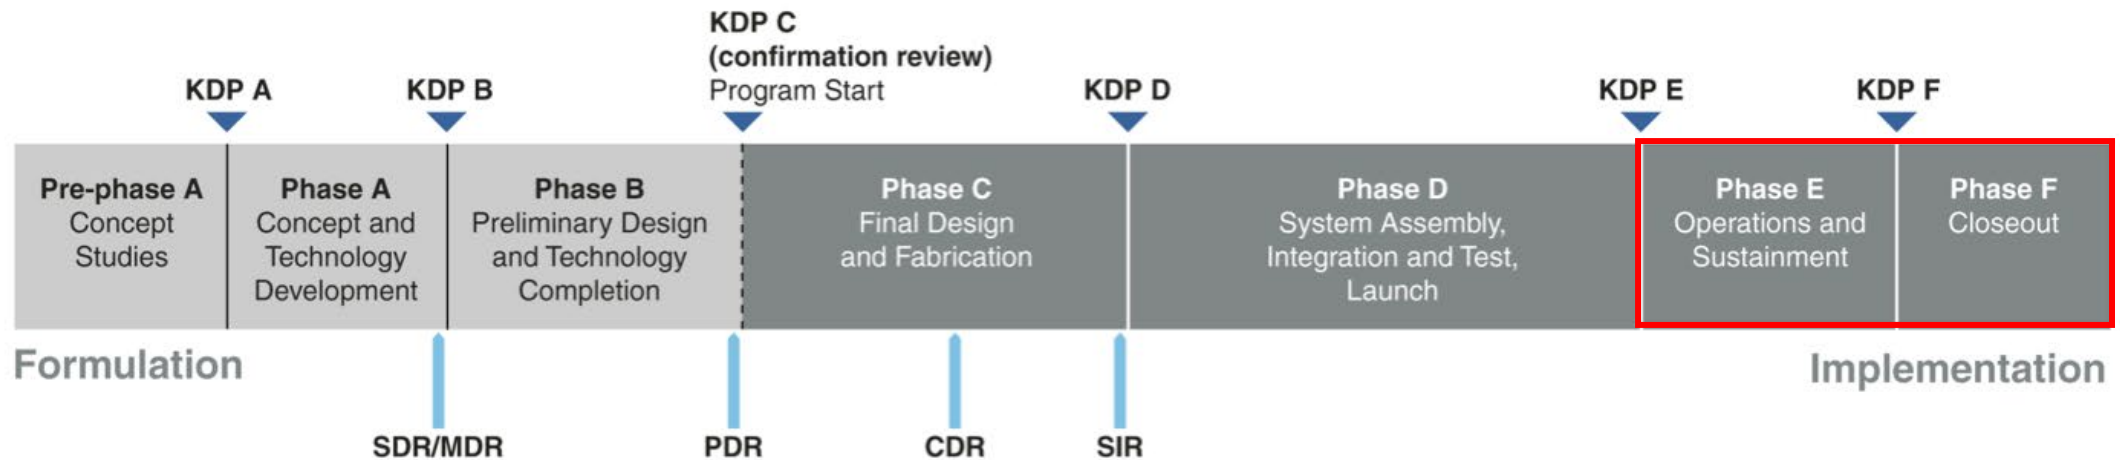 KDP C
(confirmation review)
Program Start
KDP A
KDP B
KDP D
KDP E
KDP F
Pre-phase A
Concept
Studies
Phase A
Concept and
Technology
Development
Phase B
Preliminary Design
and Technology
Completion
Phase C
Final Design
and Fabrication
Phase D
System Assembly,
Integration and Test,
Launch
Phase E
Operations and
Sustainment
Phase F
Closeout
Formulation
Implementation
SDR/MDR
PDR
CDR
SIR